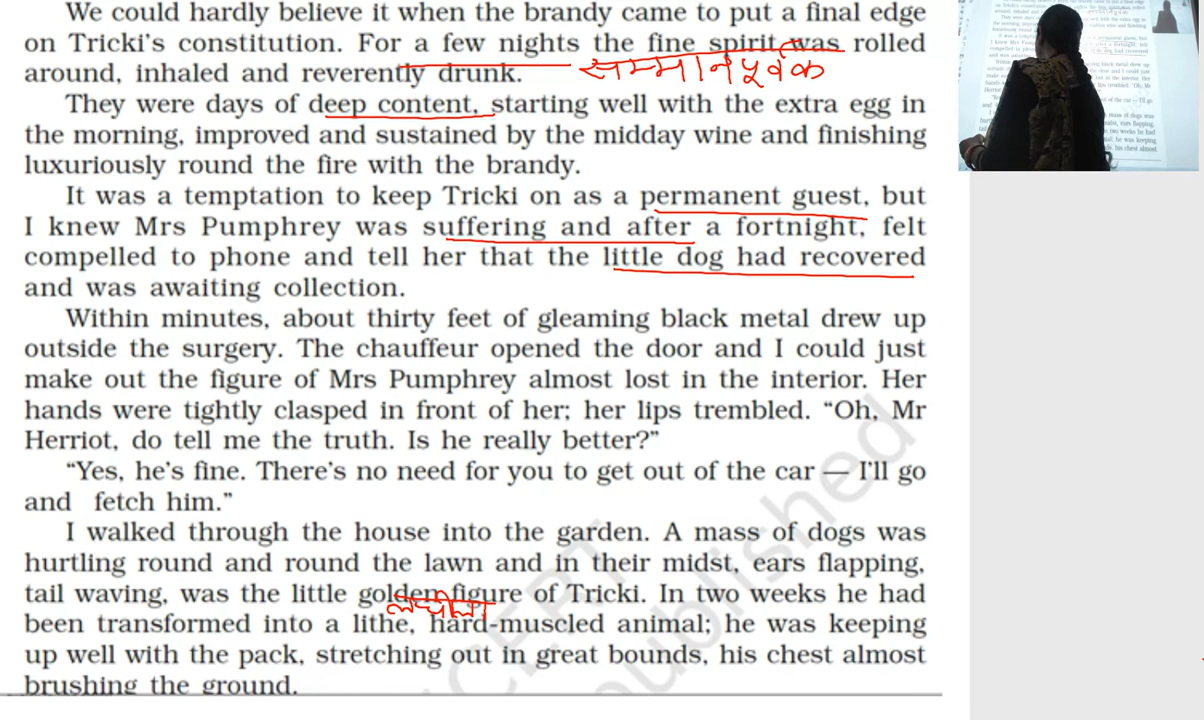 We could hardly believe it when the brandy came to put a final edge
on Tricki's constitution. For a few nights the fine spirit was rolled
around, inhaled and reverently drunk.
सम्मानपूर्वक
They were days of deep content, starting well with the extra egg in
the morning, improved and sustained by the midday wine and finishing
luxuriously round the fire with the brandy.
It was a temptation to keep Tricki on as a permanent guest, but
I knew Mrs Pumphrey was suffering and after a fortnight, felt
compelled to phone and tell her that the little dog had recovered
and was awaiting collection.
Within minutes, about thirty feet of gleaming black metal drew up
outside the surgery. The chauffeur opened the door and I could just
make out the figure of Mrs Pumphrey almost lost in the interior. Her
hands were tightly clasped in front of her; her lips trembled. “Oh, Mr
Herriot, do tell me the truth. Is he really better?”
“Yes, he's fine. There's no need for you to get out of the car — I'll go
and fetch him.”
I walked through the house into the garden. A mass of dogs was
hurtling round and round the lawn and in their midst, ears flapping,
tail waving, was the little golden figure of Tricki. In two weeks he had
लचीला
been transformed into a lithe, hard-muscled animal; he was keeping
up well with the pack, stretching out in great bounds, his chest almost
brushing the ground.